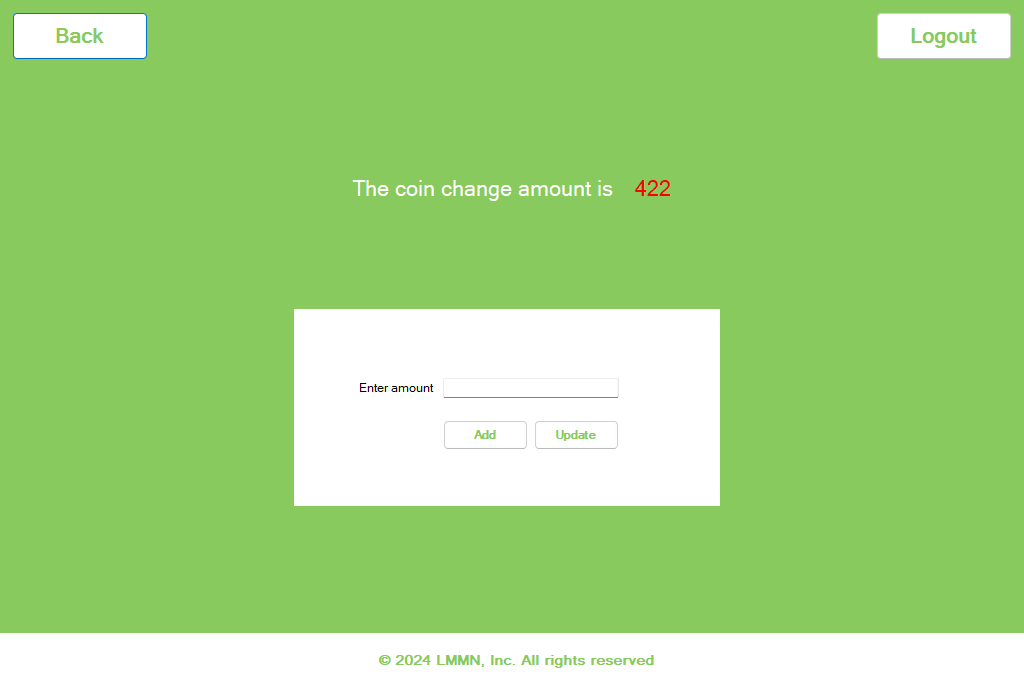 Back
Logout
The coin change amount is 422
Enter amount
Add
Update
© 2024 LMMN, Inc. All rights reserved